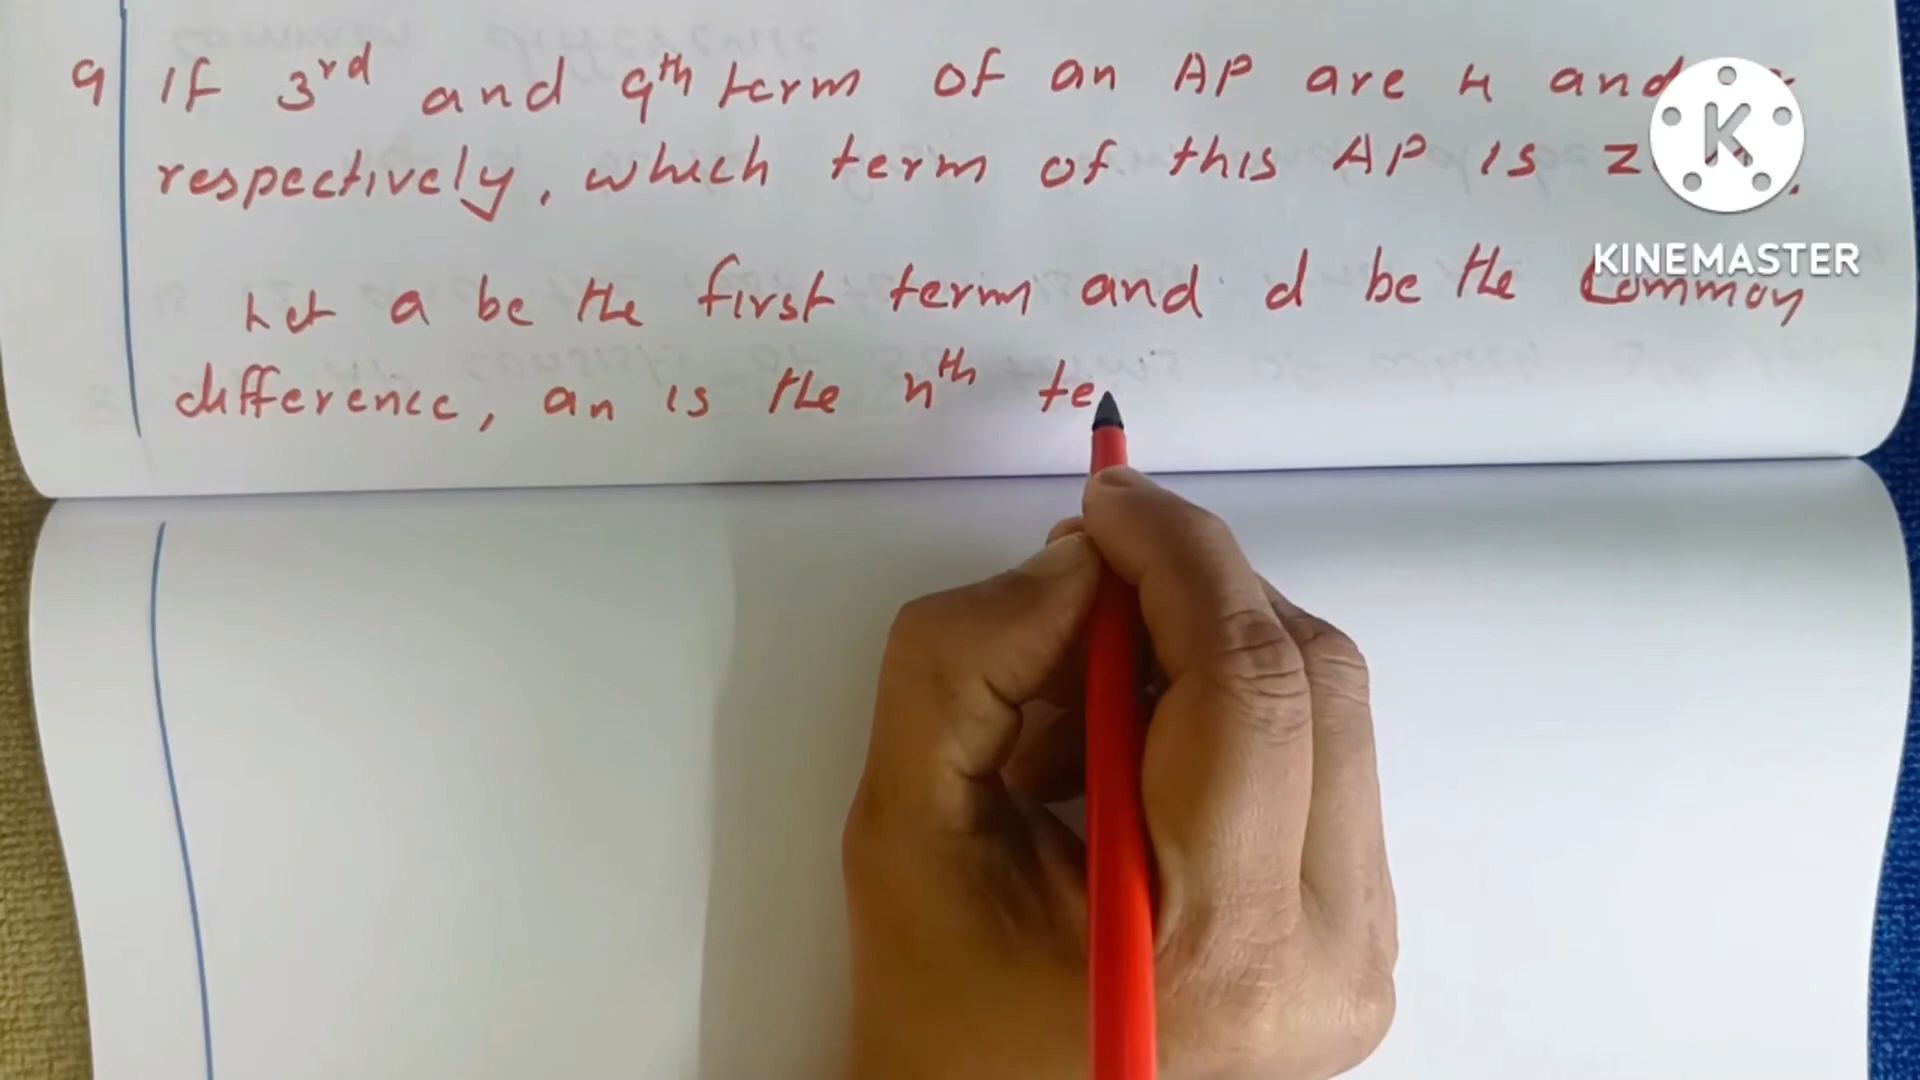 9 If 3rd and 9th term of an AP are 4 and
respectively, which term of this AP is
K
KINEMASTER
Let a be the first term and d be the Common
difference, an is the nth te